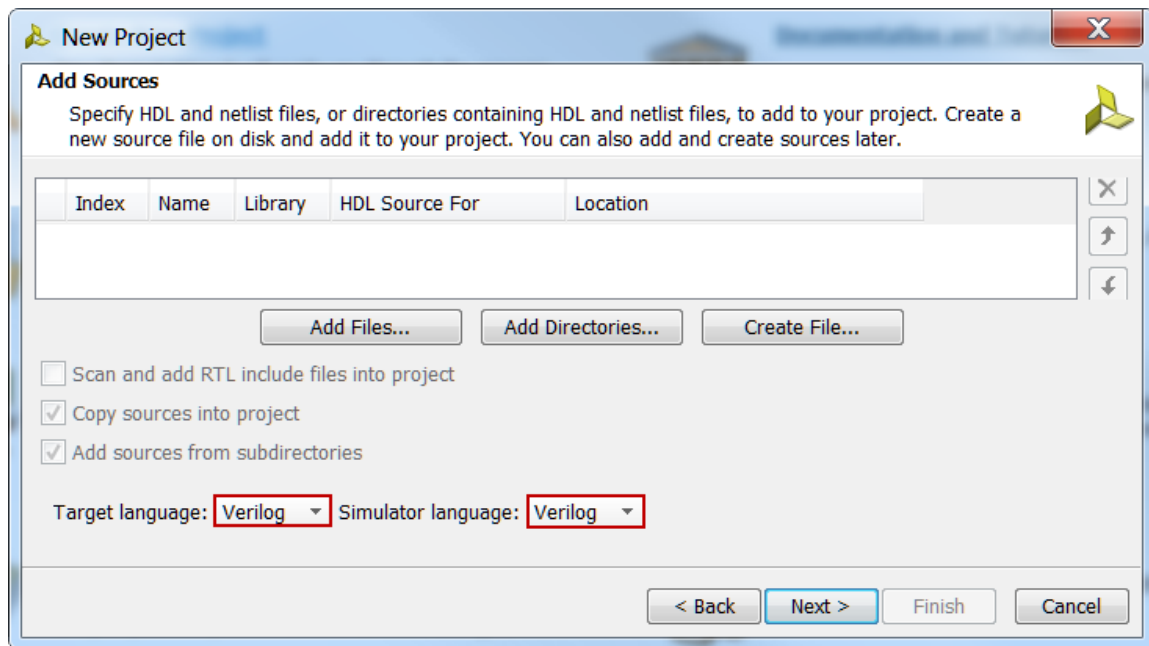 New Project
Documentation and
Add Sources
Specify HDL and netlist files, or directories containing HDL and netlist files, to add to your project. Create a
new source file on disk and add it to your project. You can also add and create sources later.
Index Name Library HDL Source For Location
Add Files... Add Directories... Create File...
Scan and add RTL include files into project
Copy sources into project
Add sources from subdirectories
Target language: Verilog Simulator language: Verilog
< Back Next > Finish Cancel